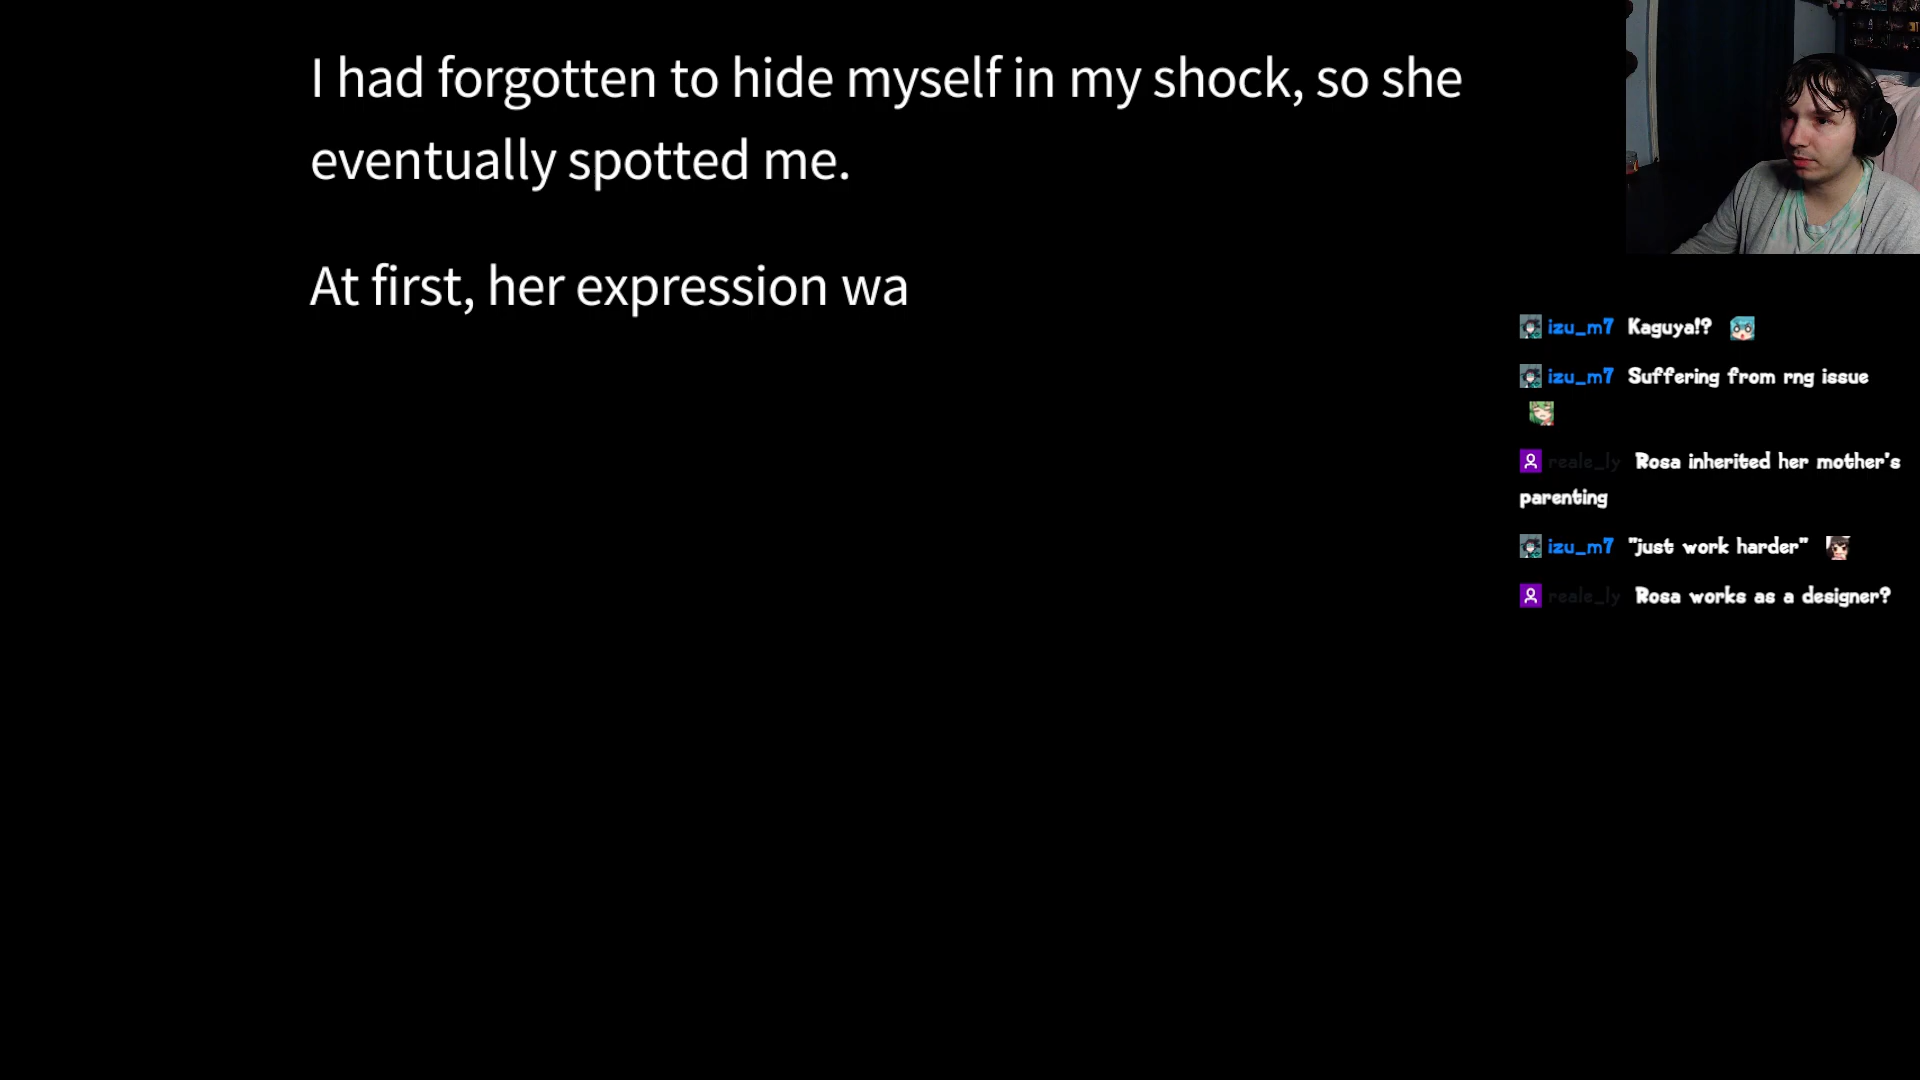 I had forgotten to hide myself in my shock, so she
eventually spotted me.
At first, her expression wa
izu_m7 Kaguya!?
izu_m7 Suffering from rng issue
reale_ly Rosa inherited her mother's
parenting
izu_m7 "just work harder"
reale_ly Rosa works as a designer?